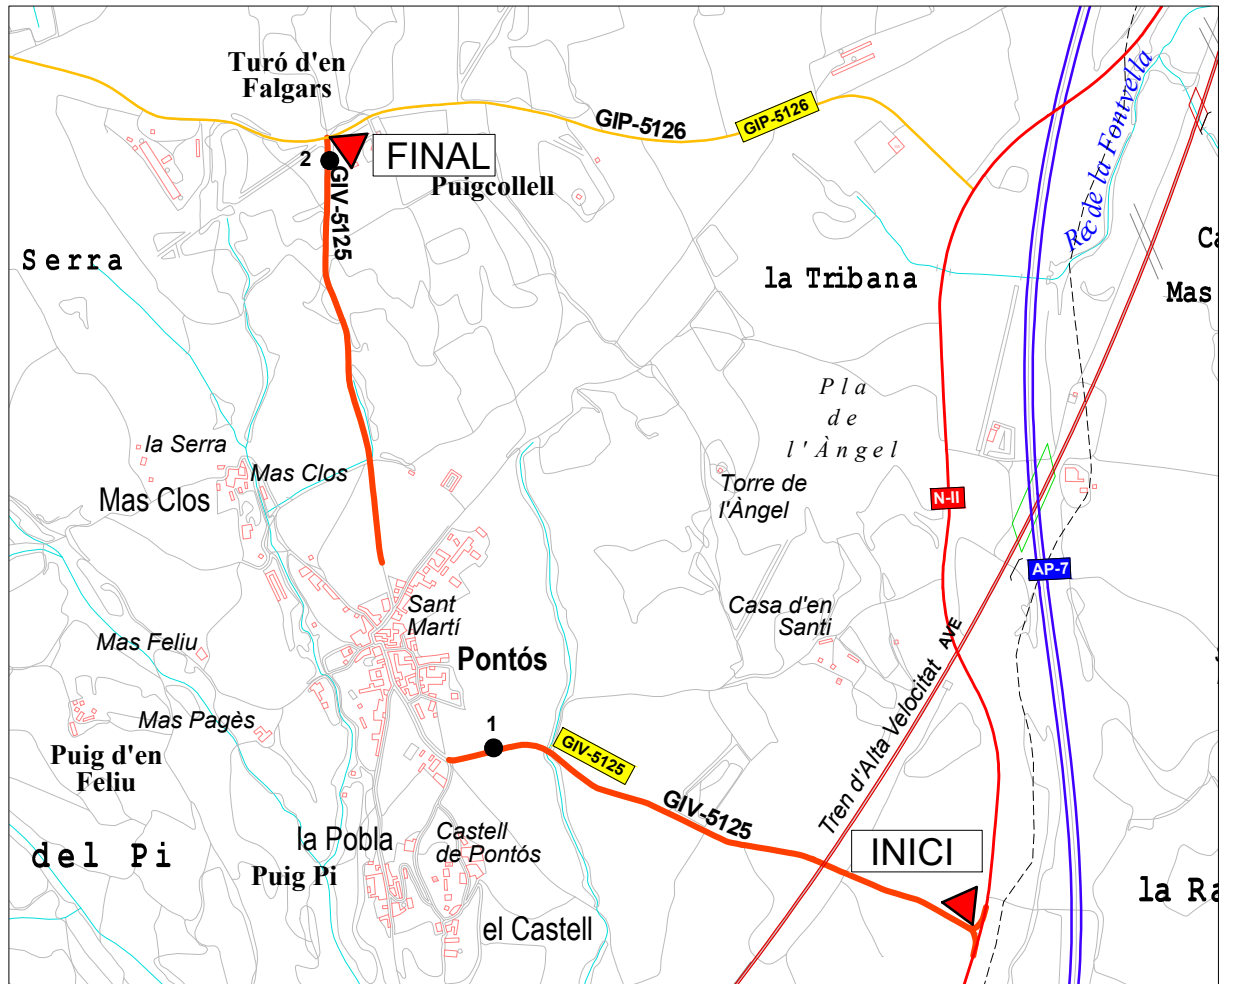 Turó d'en
Falgars
GIP-5126
GIP-5126
2
FINAL
Puigcollell
GIV-5125
Rec de la Fontvella
Serra
la Tribana
Mas
Pla
de
l'Àngel
la Serra
Mas Clos
Mas Clos
Torre de
l'Àngel
N-II
AP-7
Sant
Martí
Casa d'en
Santi
Mas Feliu
Pontós
Tren d'Alta Velocitat AVE
Mas Pagès
1
GIV-5125
Puig d'en
Feliu
GIV-5125
la Pobla
Castell
de Pontós
INICI
del Pi
Puig Pi
la Ra
el Castell